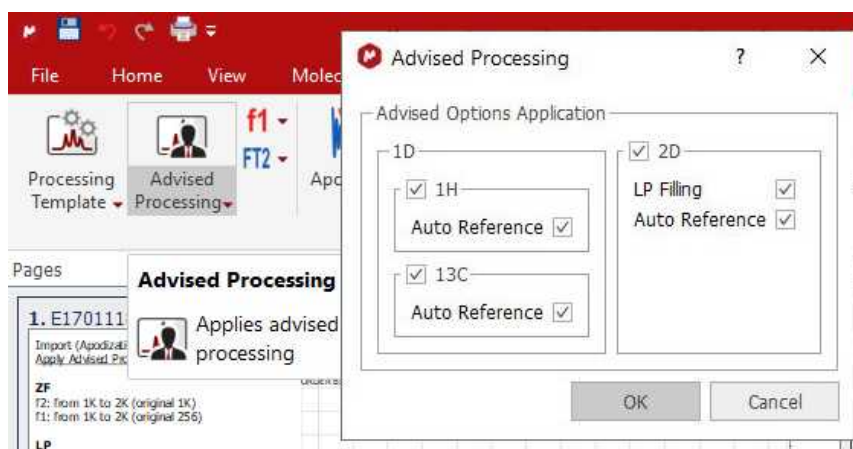 File Home View Molec
Advised Processing ?
Advised Options Application
1D
1H
Auto Reference
13C
Auto Reference
2D
LP Filling
Auto Reference
OK Cancel
f1
FT2
Processing
Template
Advised
Processing
Apo
Pages
Advised Processing
Applies advised
processing
1. E170111
Import (Apodizati
Apply Advised Pro
ZF
f2: from 1K to 2K (original 1K)
f1: from 1K to 2K (original 256)
LP